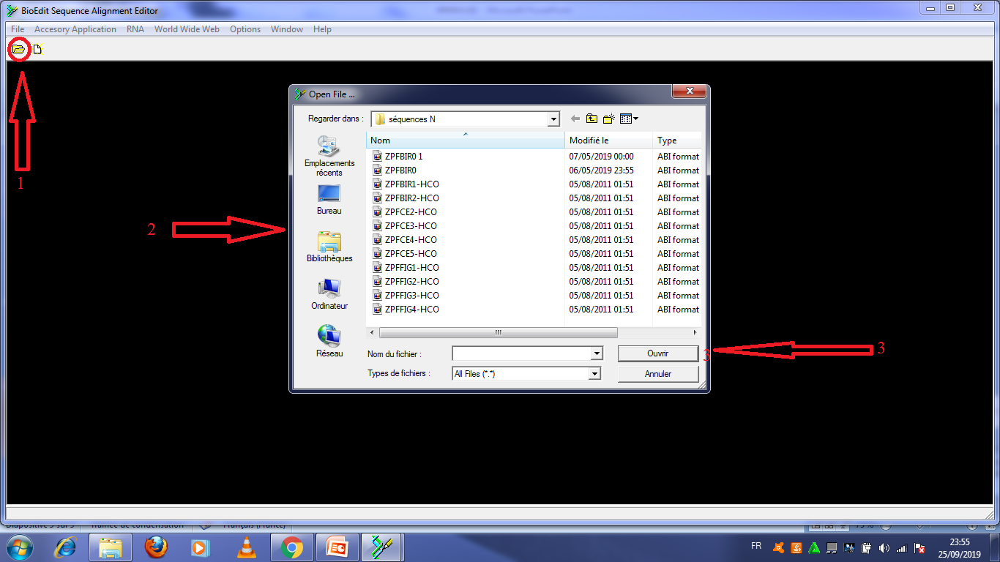 BioEdit Sequence Alignment Editor
File Accesory Application RNA World Wide Web Options Window Help
1
2
3
3
Open File ...
Regarder dans : séquences N
Emplacements récents
Bureau
Bibliothèques
Ordinateur
Réseau
Nom Modifié le Type
ZPFBIR0 1 07/05/2019 00:00 ABI format
ZPFBIR0 06/05/2019 23:55 ABI format
ZPFBIR1-HCO 05/08/2011 01:51 ABI format
ZPFBIR2-HCO 05/08/2011 01:51 ABI format
ZPFCE2-HCO 05/08/2011 01:51 ABI format
ZPFCE3-HCO 05/08/2011 01:51 ABI format
ZPFCE4-HCO 05/08/2011 01:51 ABI format
ZPFCE5-HCO 05/08/2011 01:51 ABI format
ZPFFIG1-HCO 05/08/2011 01:51 ABI format
ZPFFIG2-HCO 05/08/2011 01:51 ABI format
ZPFFIG3-HCO 05/08/2011 01:51 ABI format
ZPFFIG4-HCO 05/08/2011 01:51 ABI format
Nom du fichier : Ouvrir
Types de fichiers : All Files (*.*) Annuler
FR
23:55
25/09/2019